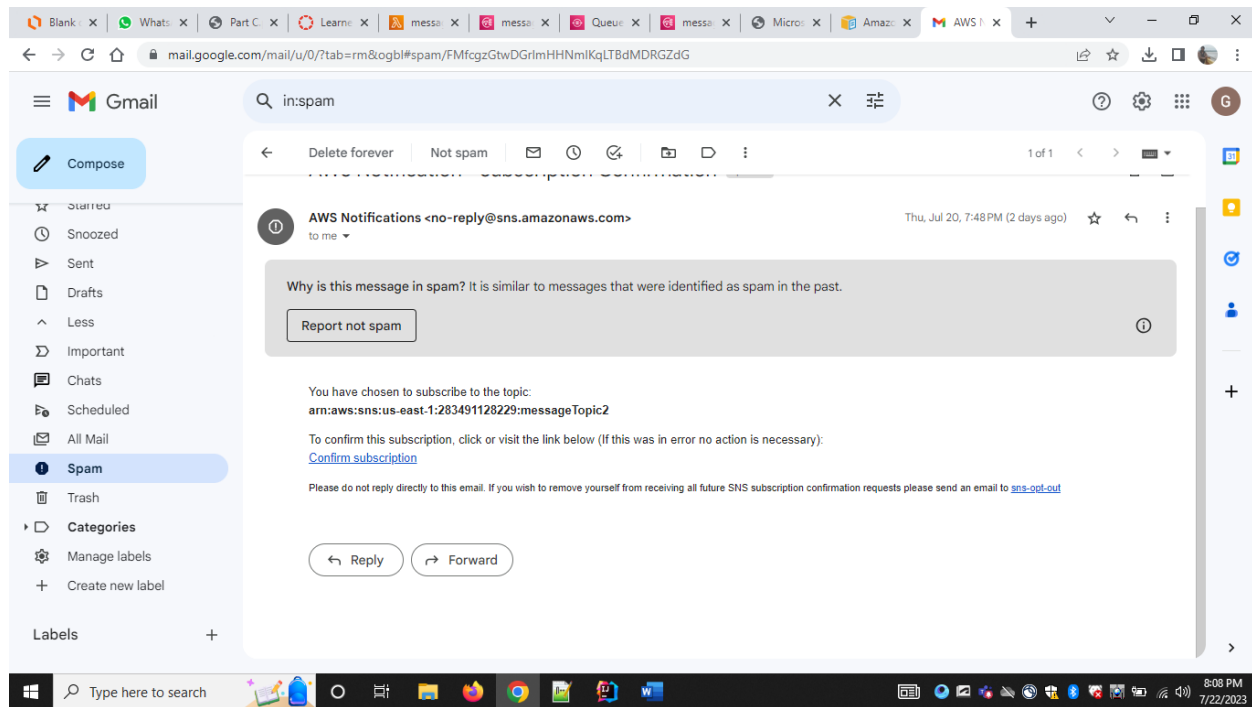 Blank
Whats
Part C
Learne
messa
messa
Queue
messa
Micros
Amazo
AWS N
mail.google.com/mail/u/0/?tab=rm&ogbl#spam/FMfcgzGtwDGrlmHHNmlKqLTBdMDRGZdG
Gmail
in:spam
G
Compose
Delete forever
Not spam
1 of 1
31
AWS Notification - Subscription Confirmation
Starred
Snoozed
Sent
Drafts
Less
Important
Chats
Scheduled
All Mail
Spam
Trash
Categories
Manage labels
Create new label
Labels
AWS Notifications <no-reply@sns.amazonaws.com>
Thu, Jul 20, 7:48 PM (2 days ago)
to me
Why is this message in spam? It is similar to messages that were identified as spam in the past.
Report not spam
You have chosen to subscribe to the topic:
arn:aws:sns:us-east-1:283491128229:messageTopic2
To confirm this subscription, click or visit the link below (If this was in error no action is necessary):
Confirm subscription
Please do not reply directly to this email. If you wish to remove yourself from receiving all future SNS subscription confirmation requests please send an email to sns-opt-out
Reply
Forward
Type here to search
8:08 PM
7/22/2023